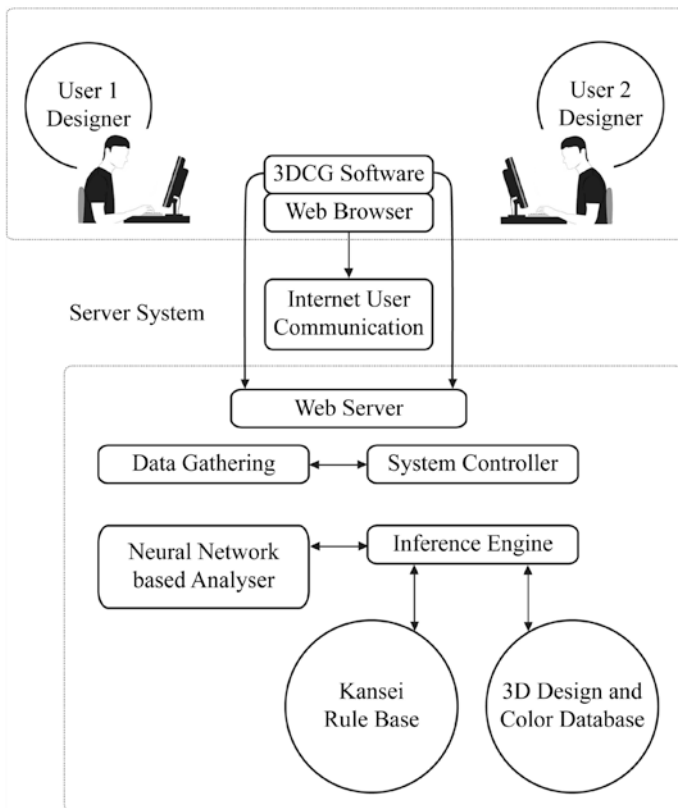 User 1
Designer
User 2
Designer
3DCG Software
Web Browser
Server System
Internet User
Communication
Web Server
Data Gathering
System Controller
Neural Network
based Analyser
Inference Engine
Kansei
Rule Base
3D Design and
Color Database